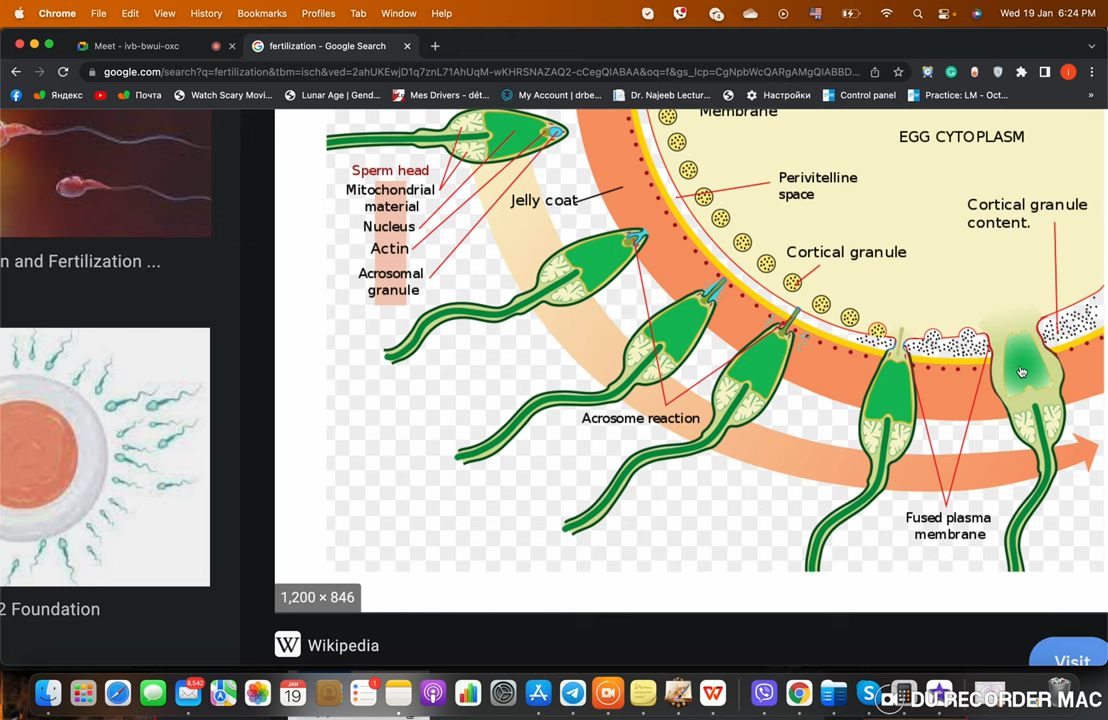 Chrome File Edit View History Bookmarks Profiles Tab Window Help Wed 19 Jan 6:24 PM
Meet - ivb-bwui-oxc fertilization - Google Search
google.com/search?q=fertilization&tbm=isch&ved=2ahUKEwjD1q7znL71AhUqM-wKHRSNAZAQ2-cCegQIABAA&oq=f&gs_lcp=CgNpbWcQARgAMgQIABBD...
Яндекс Почта Watch Scary Movi... Lunar Age | Gend... Mes Drivers - dét... My Account | drbe... Dr. Najeeb Lectur... Настройки Control panel Practice: LM - Oct... »
Membrane
EGG CYTOPLASM
Sperm head
Mitochondrial
material
Nucleus
Actin
Acrosomal
granule
Jelly coat
Perivitelline
space
Cortical granule
content.
Cortical granule
Acrosome reaction
Fused plasma
membrane
n and Fertilization ...
2 Foundation
1,200 × 846
Wikipedia
Visit
8,542
JAN
19
1
DU RECORDER MAC